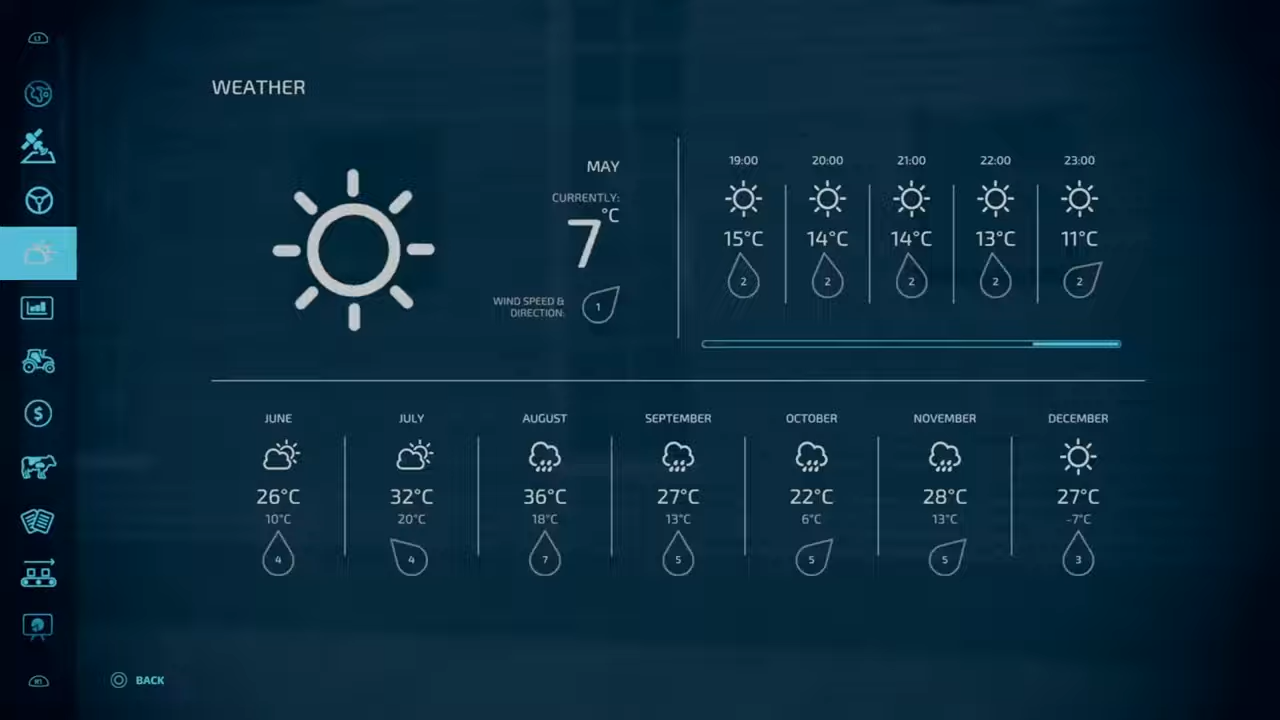 L1
WEATHER
MAY
CURRENTLY:
7°C
WIND SPEED &
DIRECTION:
1
19:00 20:00 21:00 22:00 23:00
15°C 14°C 14°C 13°C 11°C
2 2 2 2 2
JUNE JULY AUGUST SEPTEMBER OCTOBER NOVEMBER DECEMBER
26°C 32°C 36°C 27°C 22°C 28°C 27°C
10°C 20°C 18°C 13°C 6°C 13°C -7°C
4 4 7 5 5 5 3
$
R1
BACK